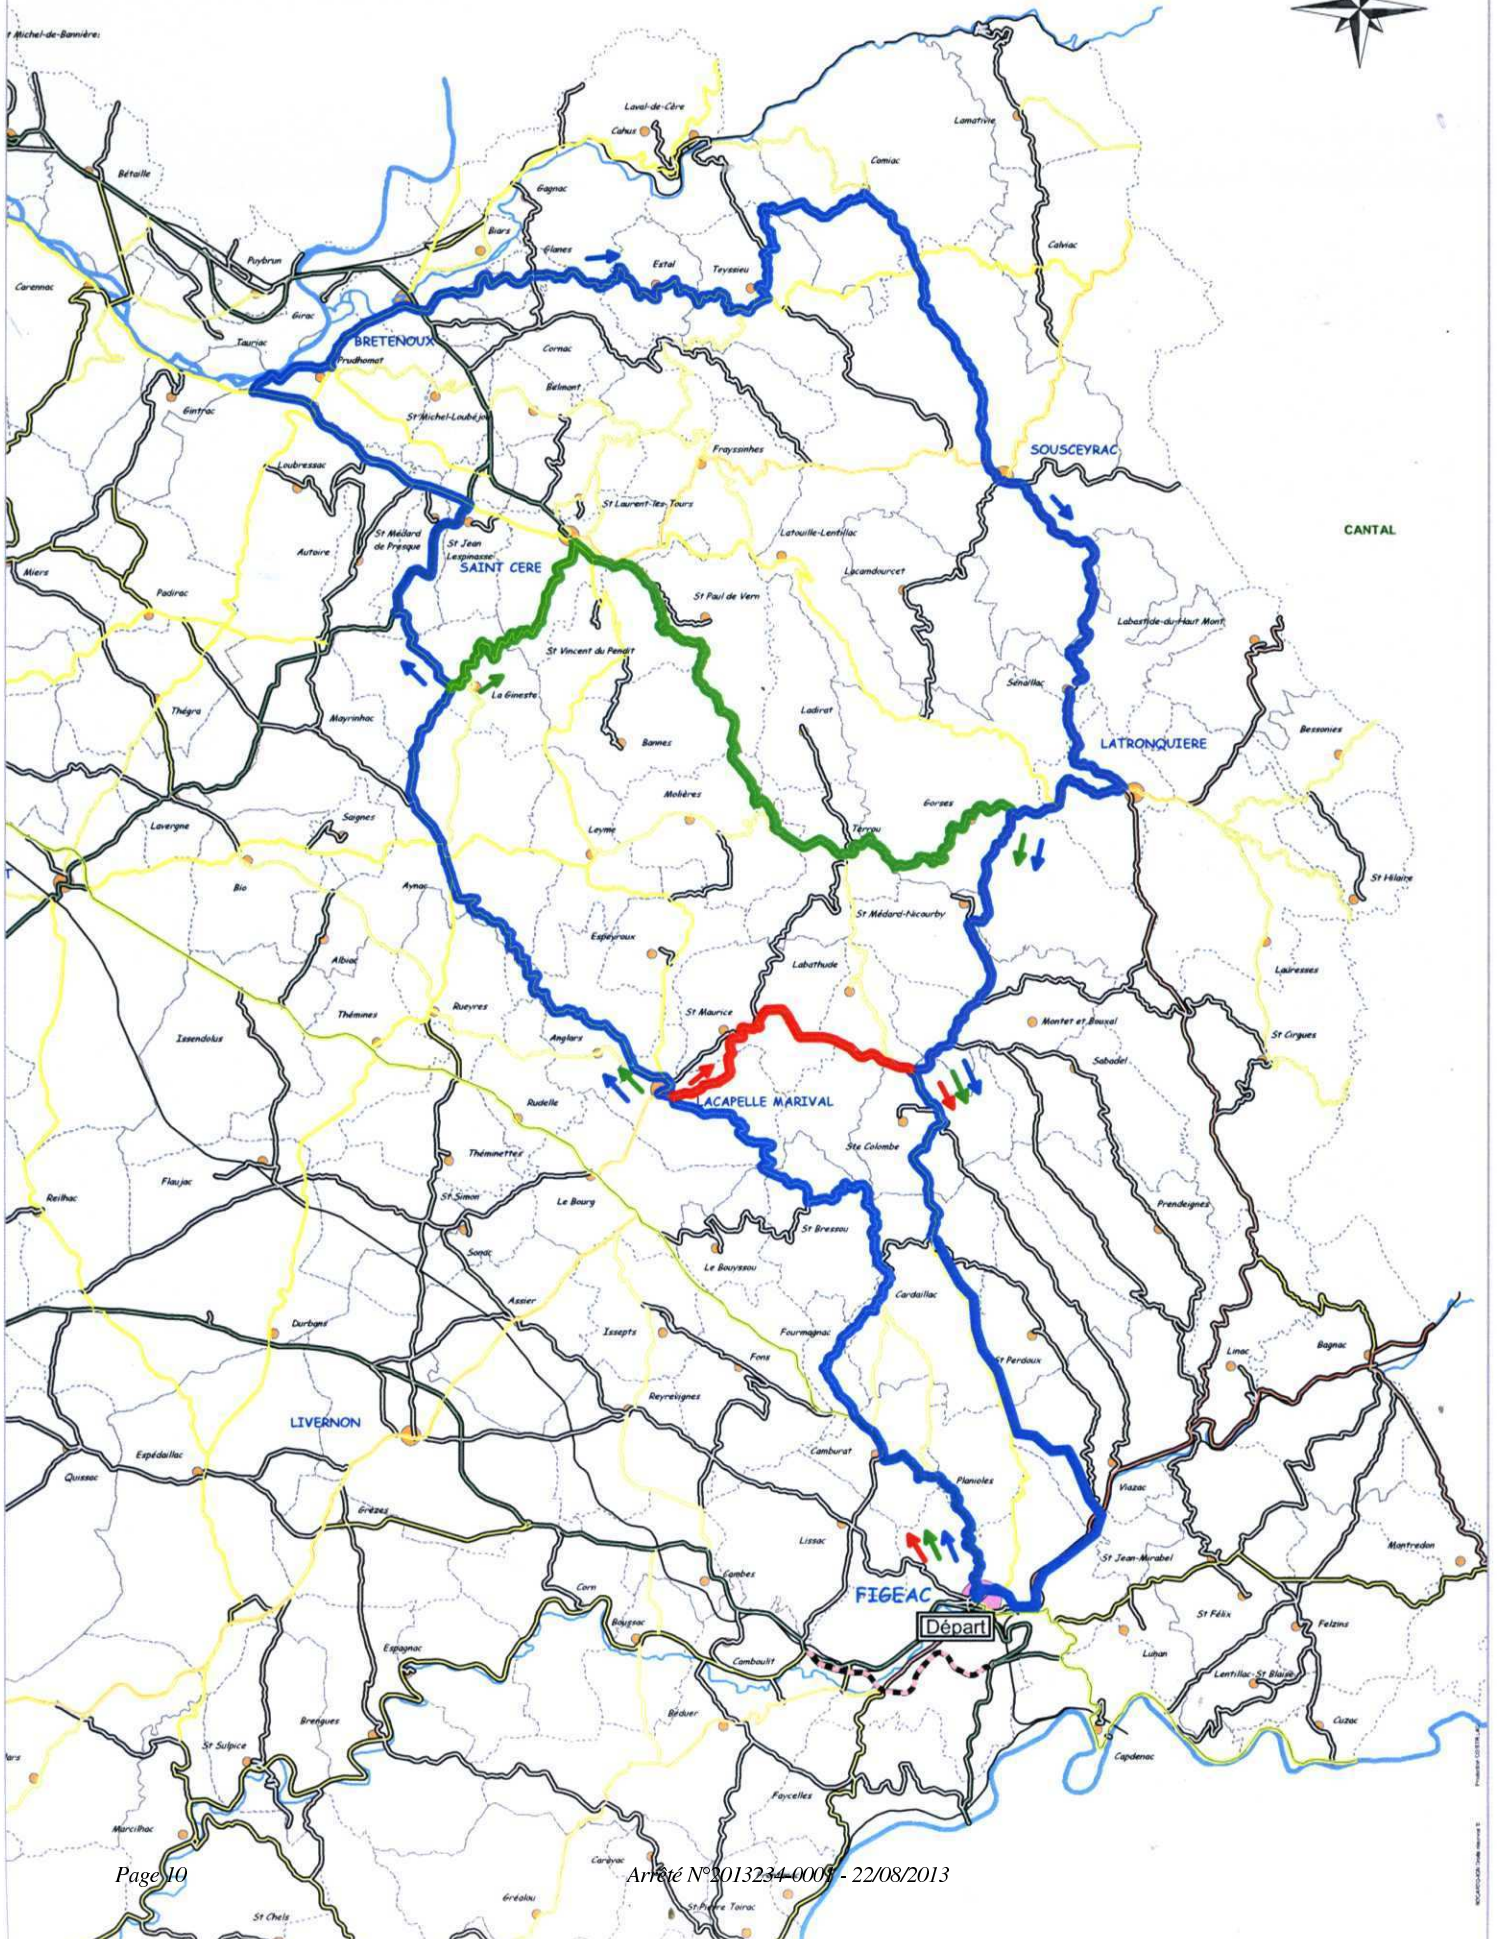 Michel-de-Bannières
Laval-de-Cère
Cahus
Lamativie
Bétaille
Comiac
Gagnac
Biars
Glanes
Calviac
Puybrun
Estal
Teyssieu
Carennac
Girac
Tauriac
BRETENOUX
Prudhomat
Cornac
Belmont
Gintrac
St Michel-Loubéjou
Frayssinhes
SOUSCEYRAC
Loubressac
St Laurent-les-Tours
CANTAL
St Médard
de Presque
St Jean
Lespinasse
Latouille-Lentillac
Autoire
SAINT CERE
Lacamdourcet
Miers
Padirac
St Paul de Vern
Labastide-du-Haut Mont
St Vincent du Pendit
Sénaillac
La Gineste
Thégra
Mayrinhac
Ladirat
Bannes
LATRONQUIERE
Bessonies
Molières
Gorses
Lavergne
Saignes
Leyme
Terrou
T
Bio
Aynac
St Hilaire
St Médard-Nicourby
Espeyroux
Albiac
Labathude
Lauresses
Rueyres
Thémines
St Maurice
Montet et Bouxal
St Cirgues
Issendolus
Anglars
Sabadel
Rudelle
LACAPELLE MARIVAL
Ste Colombe
Théminettes
Flaujac
Reilhac
St Simon
Le Bourg
Prendeignes
St Bressou
Sonac
Le Bouyssou
Cardaillac
Assier
Durbans
Issepts
Fourmagnac
Linac
Bagnac
Fons
St Perdoux
Reyrevignes
LIVERNON
Espédaillac
Camburat
Quissac
Planioles
Viazac
Grèzes
Lissac
Montredon
St Jean-Mirabel
Cambes
Corn
FIGEAC
St Félix
Boussac
Départ
Felzins
Espagnac
Lunan
Camboulit
Lentillac-St Blaise
Brengues
Béduer
Cuzac
St Sulpice
Capdenac
Faycelles
Marcilhac
Carayac
Page 10
Arrêté N°2013234-0001 - 22/08/2013
Gréalou
St Pierre Toirac
St Chels